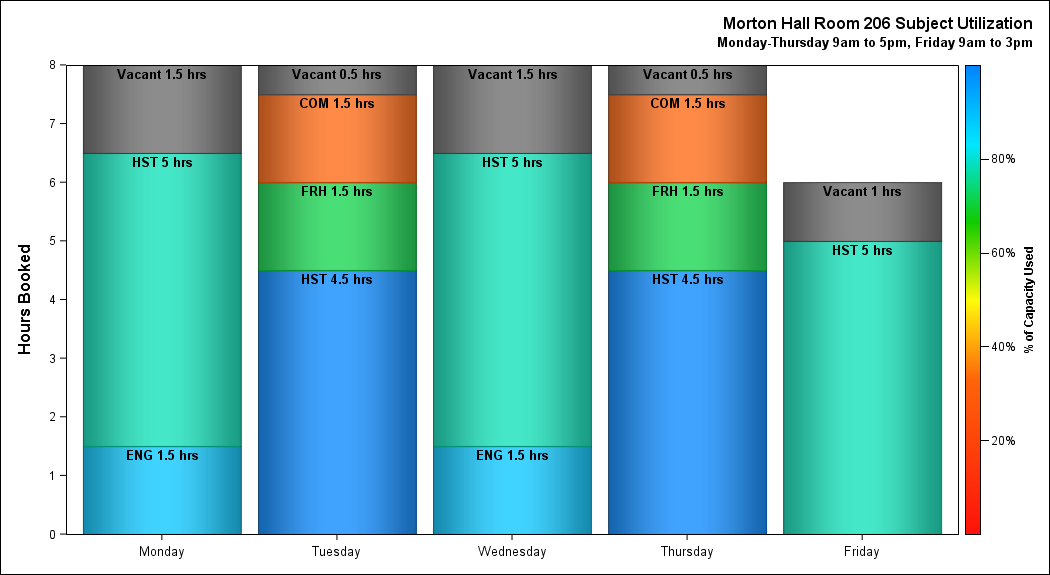 Morton Hall Room 206 Subject Utilization
Monday-Thursday 9am to 5pm, Friday 9am to 3pm
Hours Booked
8
7
6
5
4
3
2
1
0
Vacant 1.5 hrs
HST 5 hrs
ENG 1.5 hrs
Vacant 0.5 hrs
COM 1.5 hrs
FRH 1.5 hrs
HST 4.5 hrs
Vacant 1.5 hrs
HST 5 hrs
ENG 1.5 hrs
Vacant 0.5 hrs
COM 1.5 hrs
FRH 1.5 hrs
HST 4.5 hrs
Vacant 1 hrs
HST 5 hrs
Monday
Tuesday
Wednesday
Thursday
Friday
80%
60%
40%
20%
% of Capacity Used